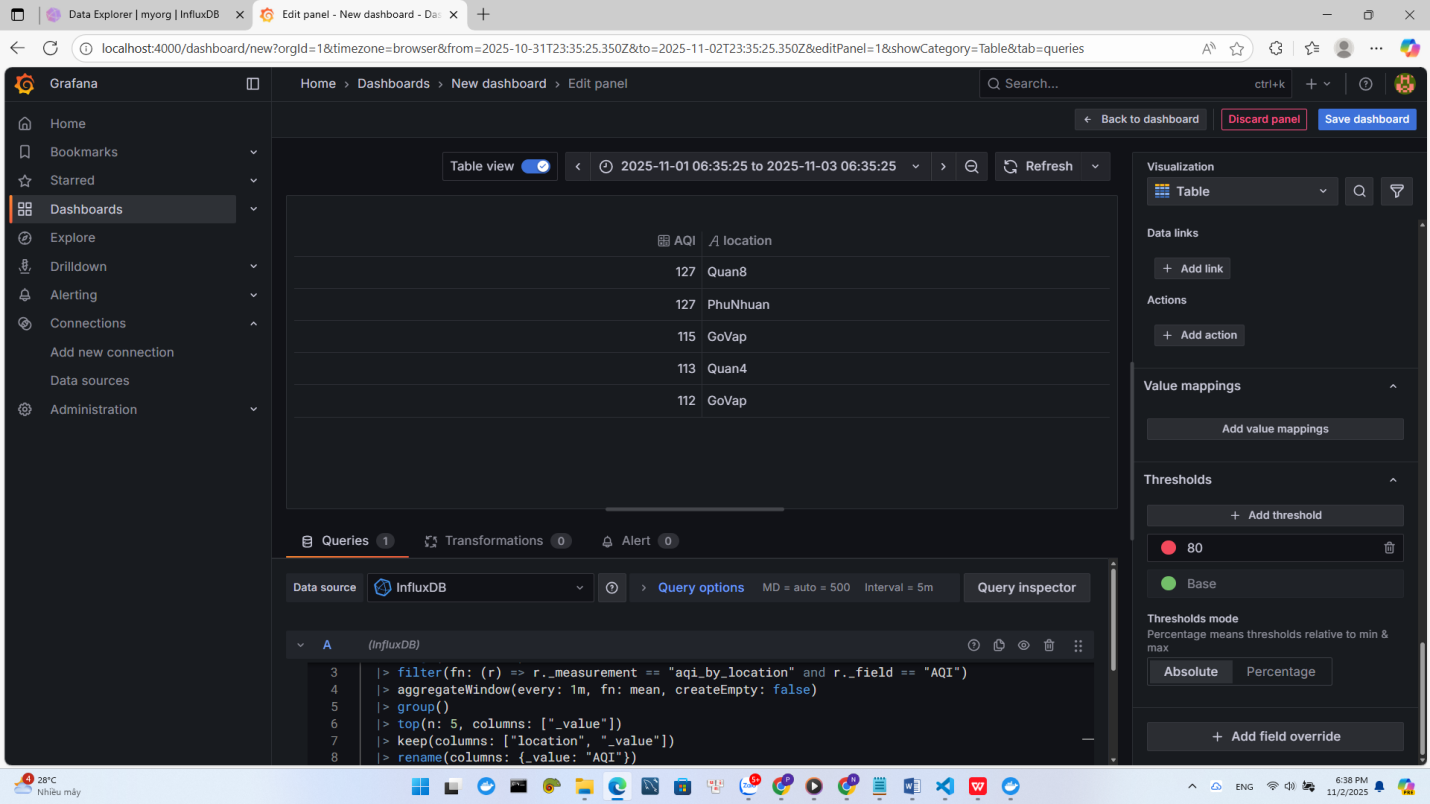 Data Explorer | myorg | InfluxDB
Edit panel - New dashboard - Das
localhost:4000/dashboard/new?orgId=1&timezone=browser&from=2025-10-31T23:35:25.350Z&to=2025-11-02T23:35:25.350Z&editPanel=1&showCategory=Table&tab=queries
Grafana
Home › Dashboards › New dashboard › Edit panel
Search...
ctrl+k
Back to dashboard
Discard panel
Save dashboard
Home
Bookmarks
Starred
Dashboards
Explore
Drilldown
Alerting
Connections
Add new connection
Data sources
Administration
Table view
2025-11-01 06:35:25 to 2025-11-03 06:35:25
Refresh
AQI location
127 Quan8
127 PhuNhuan
115 GoVap
113 Quan4
112 GoVap
Queries 1
Transformations 0
Alert 0
Data source
InfluxDB
Query options
MD = auto = 500
Interval = 5m
Query inspector
A
(InfluxDB)
3 |> filter(fn: (r) => r._measurement == "aqi_by_location" and r._field == "AQI")
4 |> aggregateWindow(every: 1m, fn: mean, createEmpty: false)
5 |> group()
6 |> top(n: 5, columns: ["_value"])
7 |> keep(columns: ["location", "_value"])
8 |> rename(columns: {_value: "AQI"})
Visualization
Table
Data links
+ Add link
Actions
+ Add action
Value mappings
Add value mappings
Thresholds
+ Add threshold
80
Base
Thresholds mode
Percentage means thresholds relative to min &
max
Absolute
Percentage
+ Add field override
4
28°C
Nhiều mây
Zalo
5+
P
N
W
ENG
6:38 PM
11/2/2025
PRE